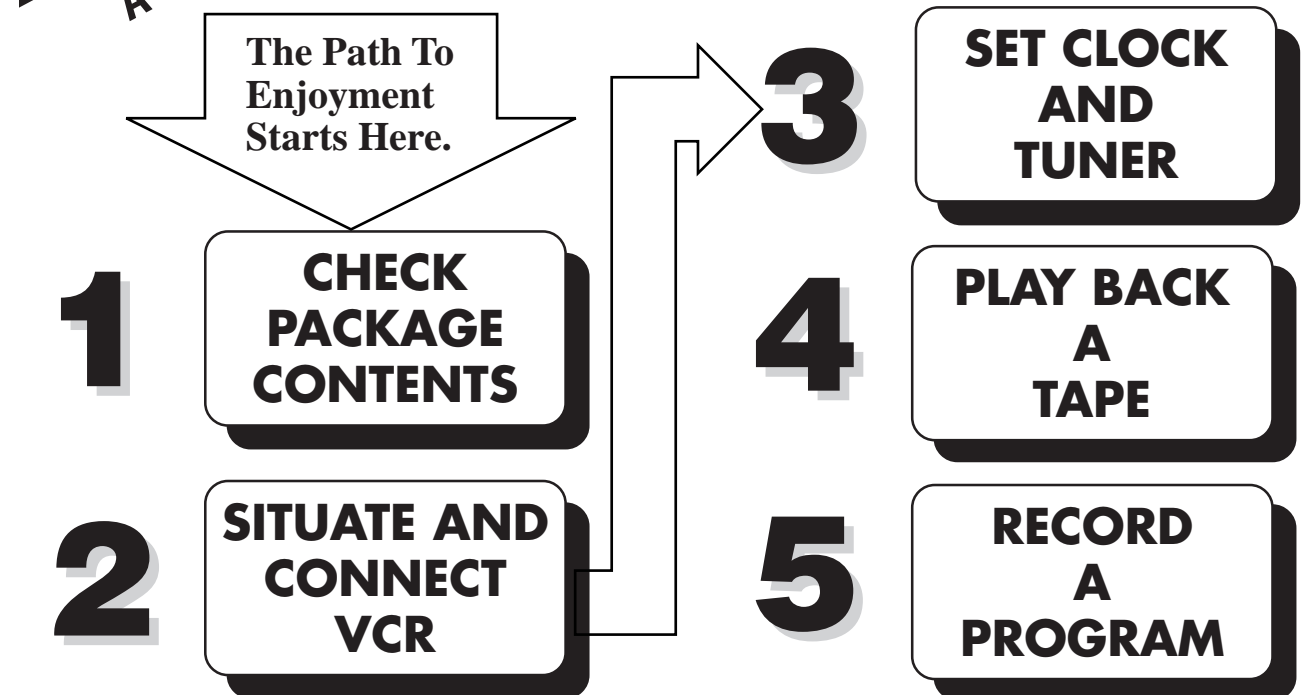 A
The Path To
Enjoyment
Starts Here.
1
CHECK
PACKAGE
CONTENTS
2
SITUATE AND
CONNECT
VCR
3
SET CLOCK
AND
TUNER
4
PLAY BACK
A
TAPE
5
RECORD
A
PROGRAM